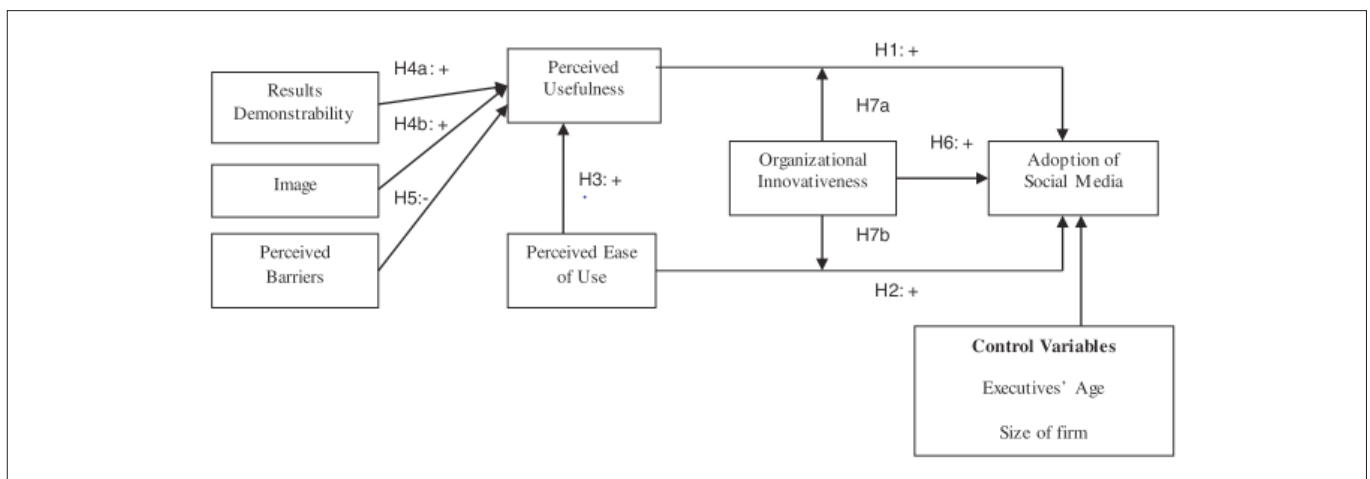 H4a: +
Results
Demonstrability
H4b: +
Image
H5:-
Perceived
Barriers
Perceived
Usefulness
H3: +
Perceived Ease
of Use
H1: +
H7a
Organizational
Innovativeness
H7b
H6: +
H2: +
Adoption of
Social Media
Control Variables
Executives' Age
Size of firm